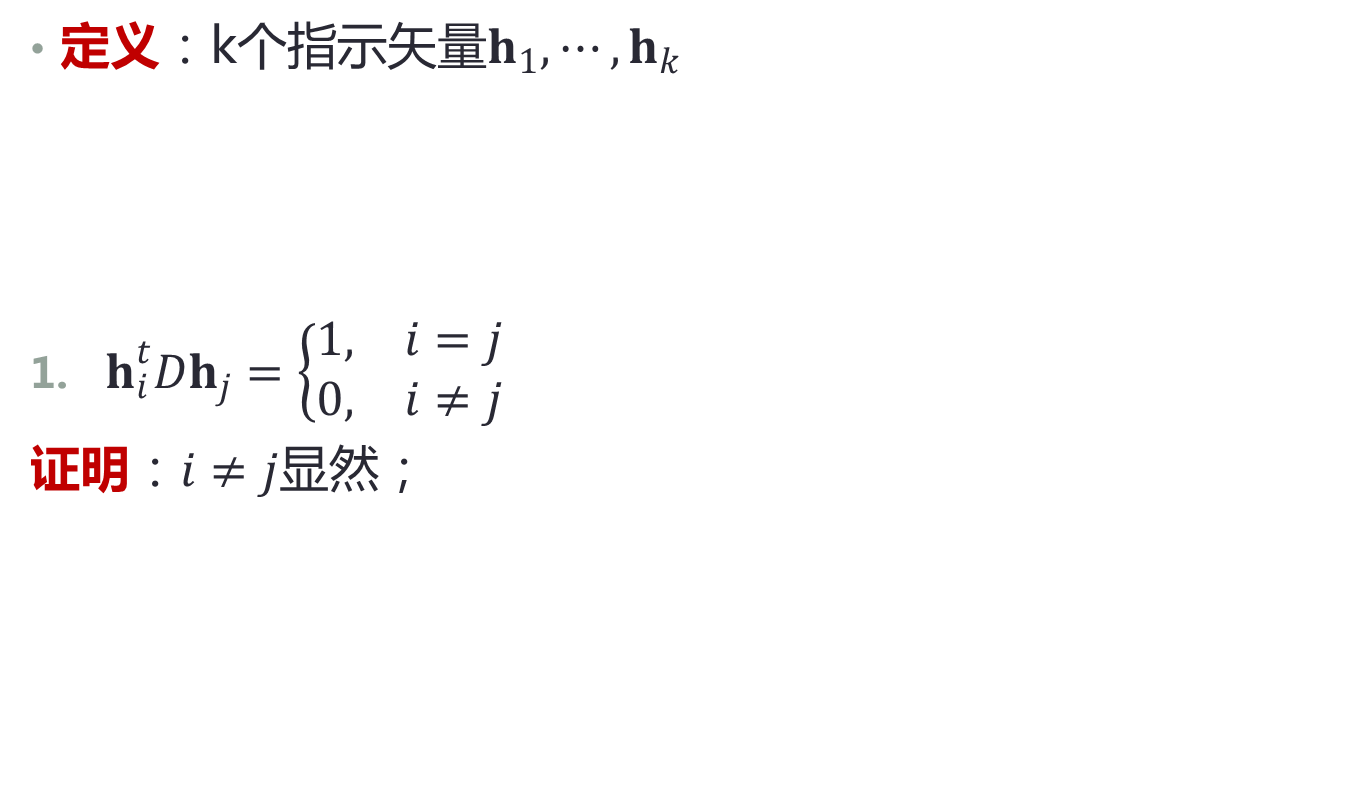 • 定义：k个指示矢量𝐡₁, ⋯, 𝐡ₖ
1. 𝐡ᵢᵗ𝐷𝐡ⱼ = {1, 𝑖 = 𝑗
0, 𝑖 ≠ 𝑗
证明：𝑖 ≠ 𝑗显然；